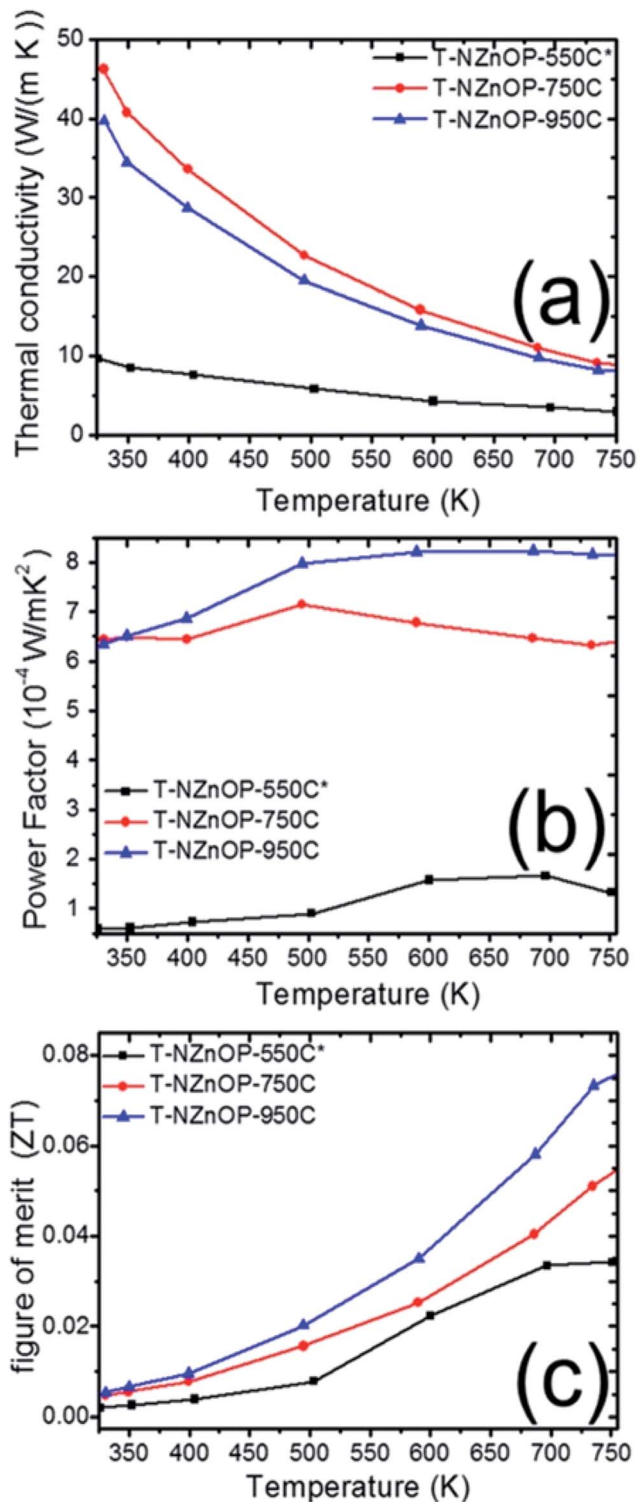 50
40
30
20
10
0
Thermal conductivity (W/(m K)
T-NZnOP-550C*
T-NZnOP-750C
T-NZnOP-950C
(a)
350 400 450 500 550 600 650 700 750
Temperature (K)
8
7
6
5
4
3
2
1
Power Factor (10⁻⁴ W/mK²)
T-NZnOP-550C*
T-NZnOP-750C
T-NZnOP-950C
(b)
350 400 450 500 550 600 650 700 750
Temperature (K)
0.08
0.06
0.04
0.02
0.00
figure of merit (ZT)
T-NZnOP-550C*
T-NZnOP-750C
T-NZnOP-950C
(c)
350 400 450 500 550 600 650 700 750
Temperature (K)